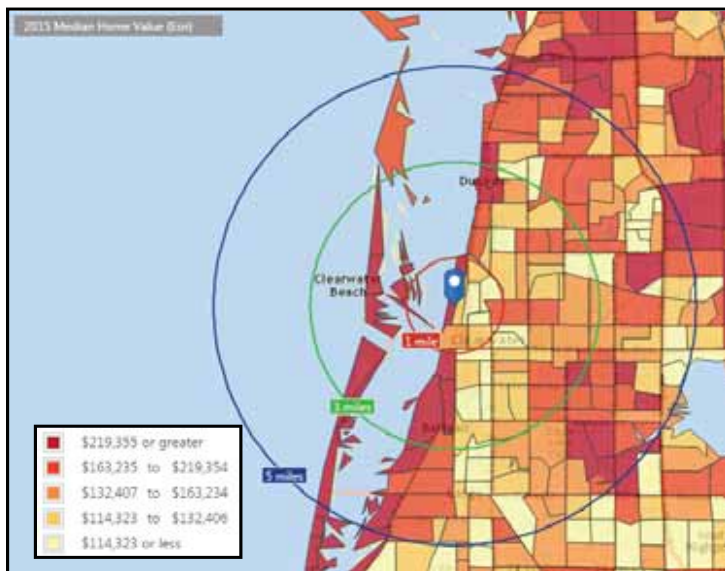 2015 Median Home Value (Esri)
Clearwater
Beach
1 mile
Clearwater
3 miles
5 miles
$219,355 or greater
$163,235 to $219,354
$132,407 to $163,234
$114,323 to $132,406
$114,323 or less